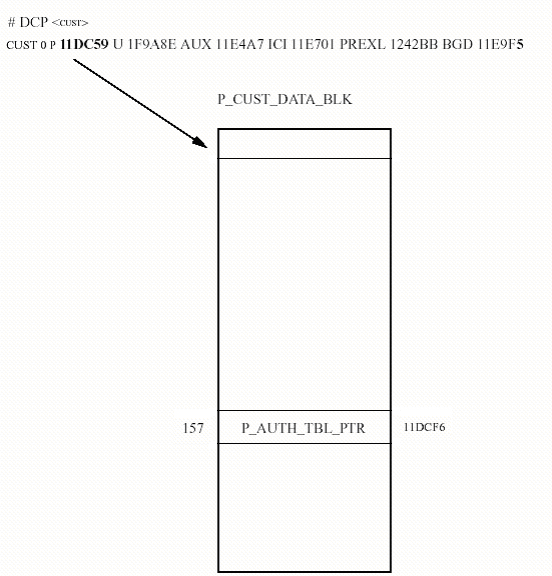 # DCP <CUST>
CUST 0 P 11DC59 U 1F9A8E AUX 11E4A7 ICI 11E701 PREXL 1242BB BGD 11E9F5
P_CUST_DATA_BLK
157 P_AUTH_TBL_PTR 11DCF6